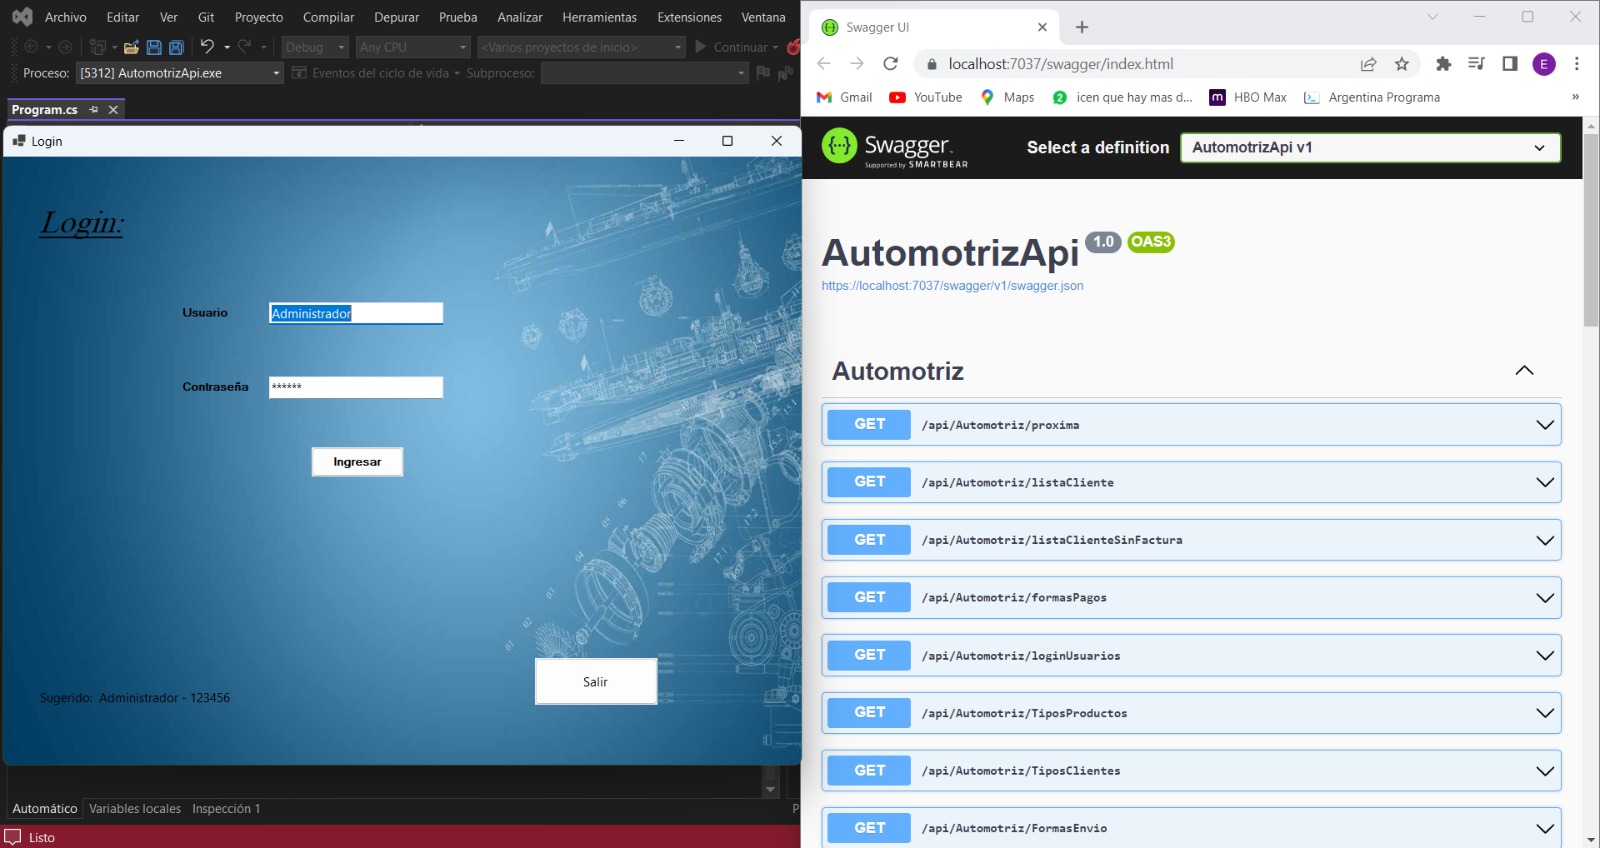 Archivo Editar Ver Git Proyecto Compilar Depurar Prueba Analizar Herramientas Extensiones Ventana
Debug Any CPU <Varios proyectos de inicio> Continuar
Proceso: [5312] AutomotrizApi.exe Eventos del ciclo de vida Subproceso:
Program.cs
Login
Login:
Usuario Administrador
Contraseña ******
Ingresar
Salir
Sugerido: Administrador - 123456
Automático Variables locales Inspección 1
P
Listo
Swagger UI
localhost:7037/swagger/index.html
E
Gmail YouTube Maps 2 icen que hay mas d... HBO Max Argentina Programa »
Swagger
Supported by SMARTBEAR
Select a definition AutomotrizApi v1
AutomotrizApi 1.0 OAS3
https://localhost:7037/swagger/v1/swagger.json
Automotriz
GET /api/Automotriz/proxima
GET /api/Automotriz/listaCliente
GET /api/Automotriz/listaClienteSinFactura
GET /api/Automotriz/formasPagos
GET /api/Automotriz/loginUsuarios
GET /api/Automotriz/TiposProductos
GET /api/Automotriz/TiposClientes
GET /api/Automotriz/FormasEnvio